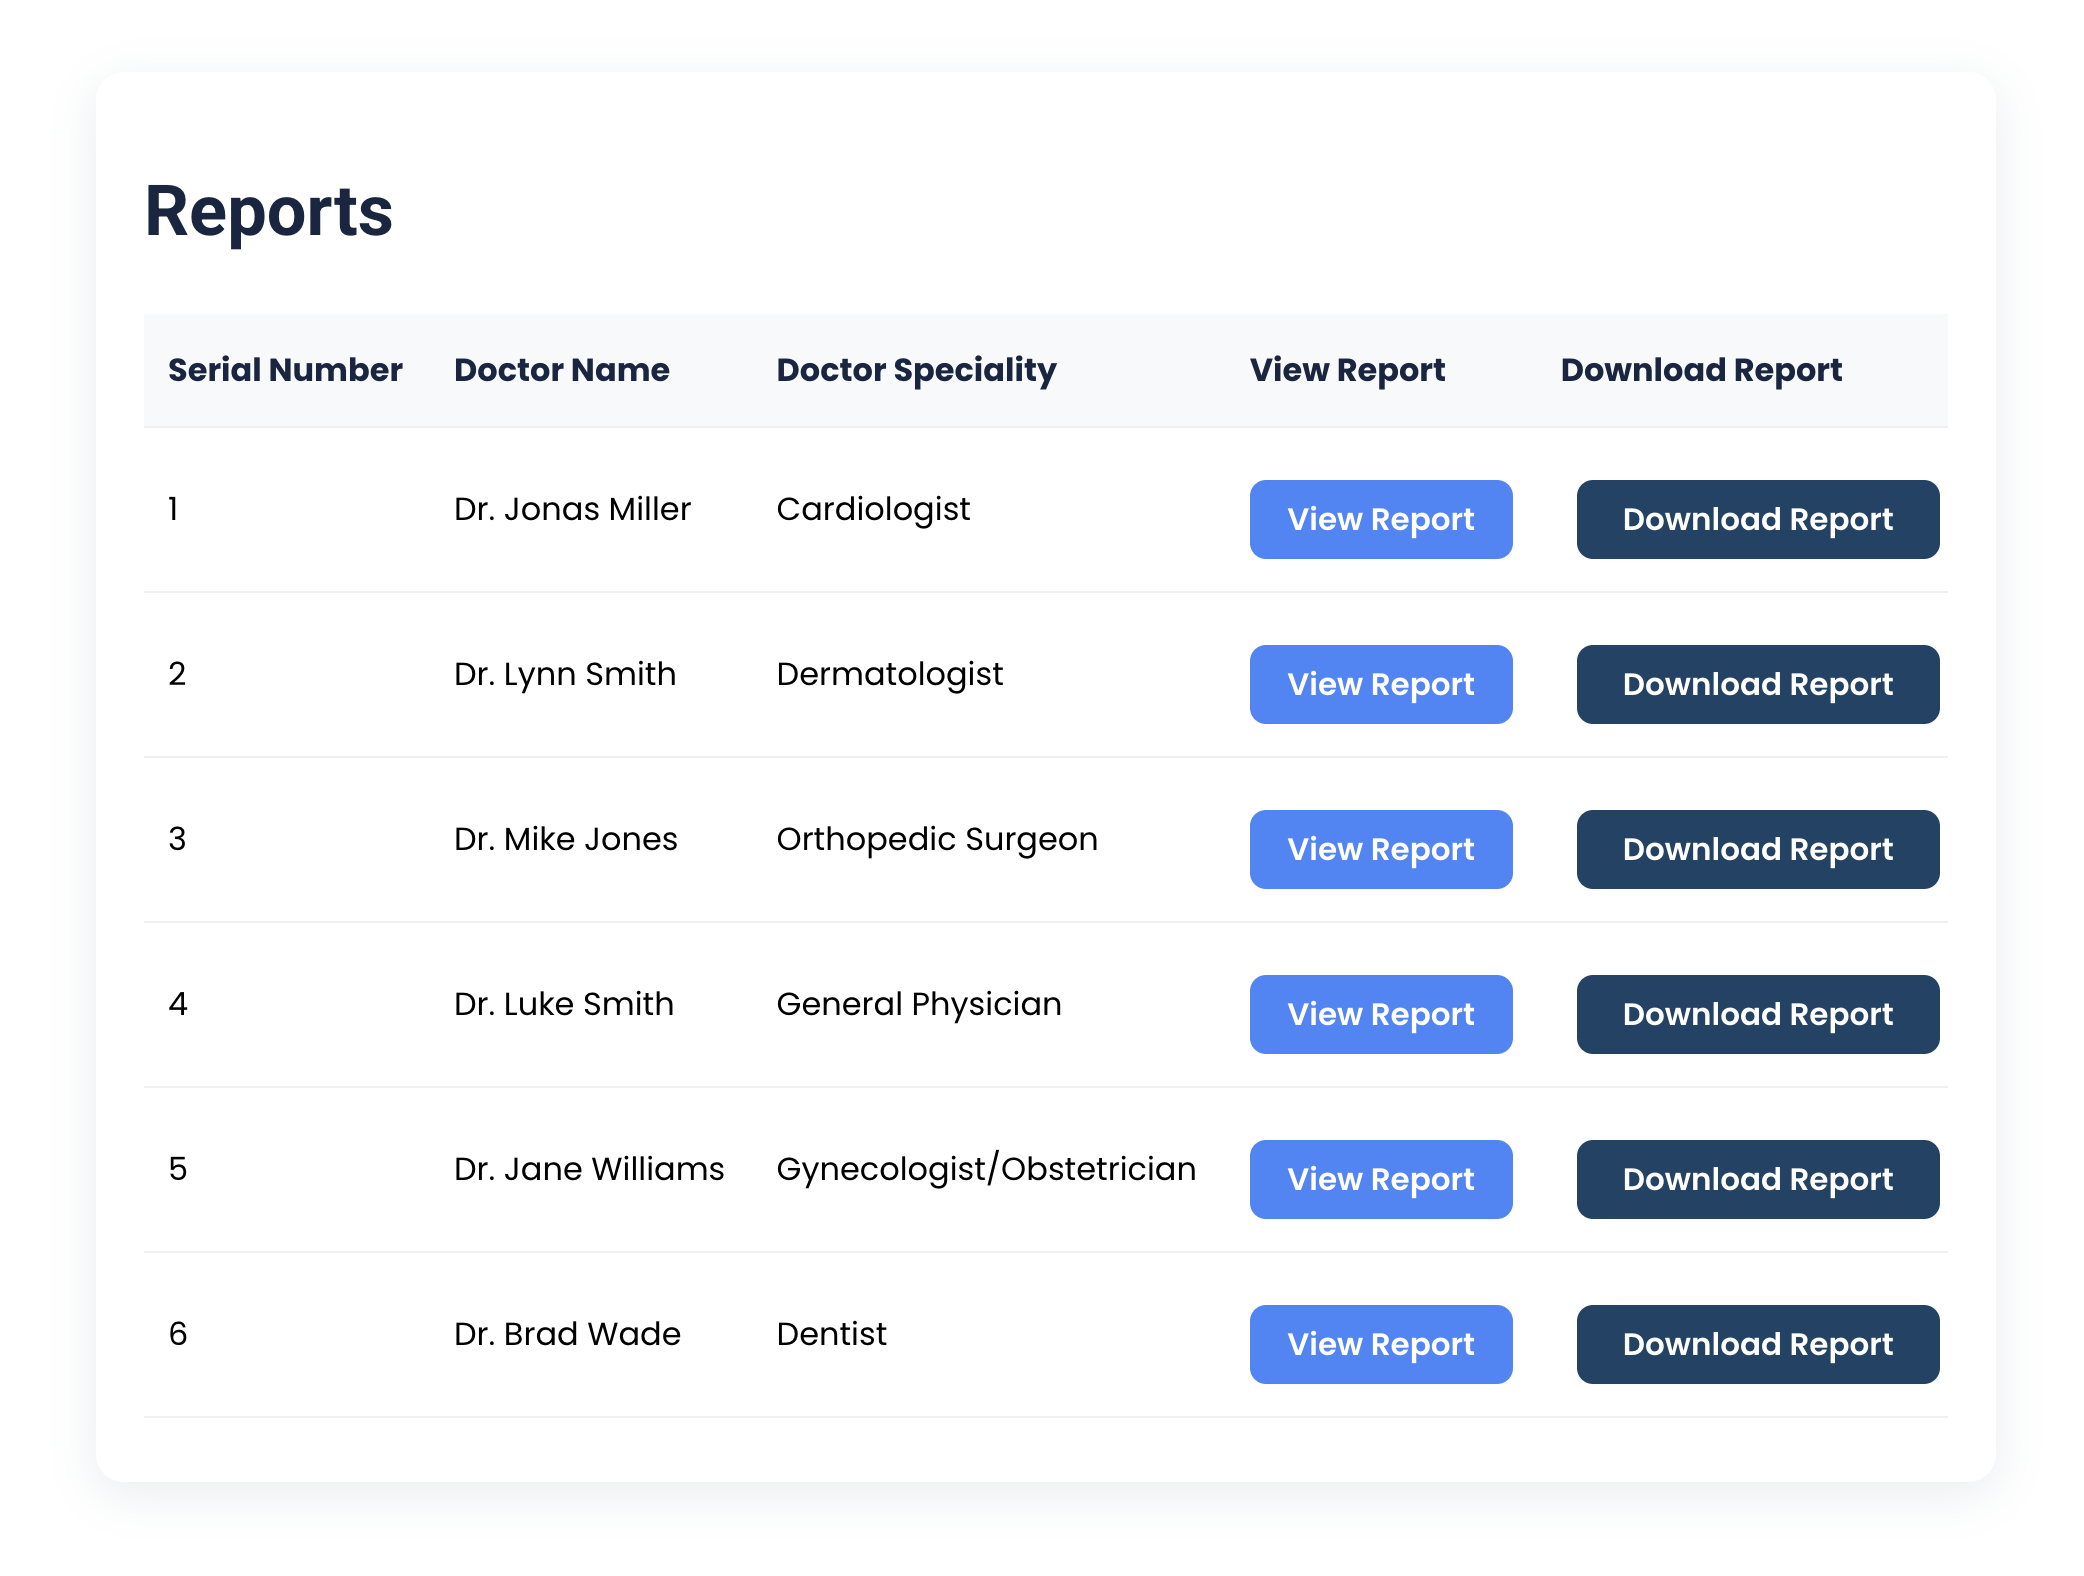 Reports
Serial Number Doctor Name Doctor Speciality View Report Download Report
1 Dr. Jonas Miller Cardiologist View Report Download Report
2 Dr. Lynn Smith Dermatologist View Report Download Report
3 Dr. Mike Jones Orthopedic Surgeon View Report Download Report
4 Dr. Luke Smith General Physician View Report Download Report
5 Dr. Jane Williams Gynecologist/Obstetrician View Report Download Report
6 Dr. Brad Wade Dentist View Report Download Report